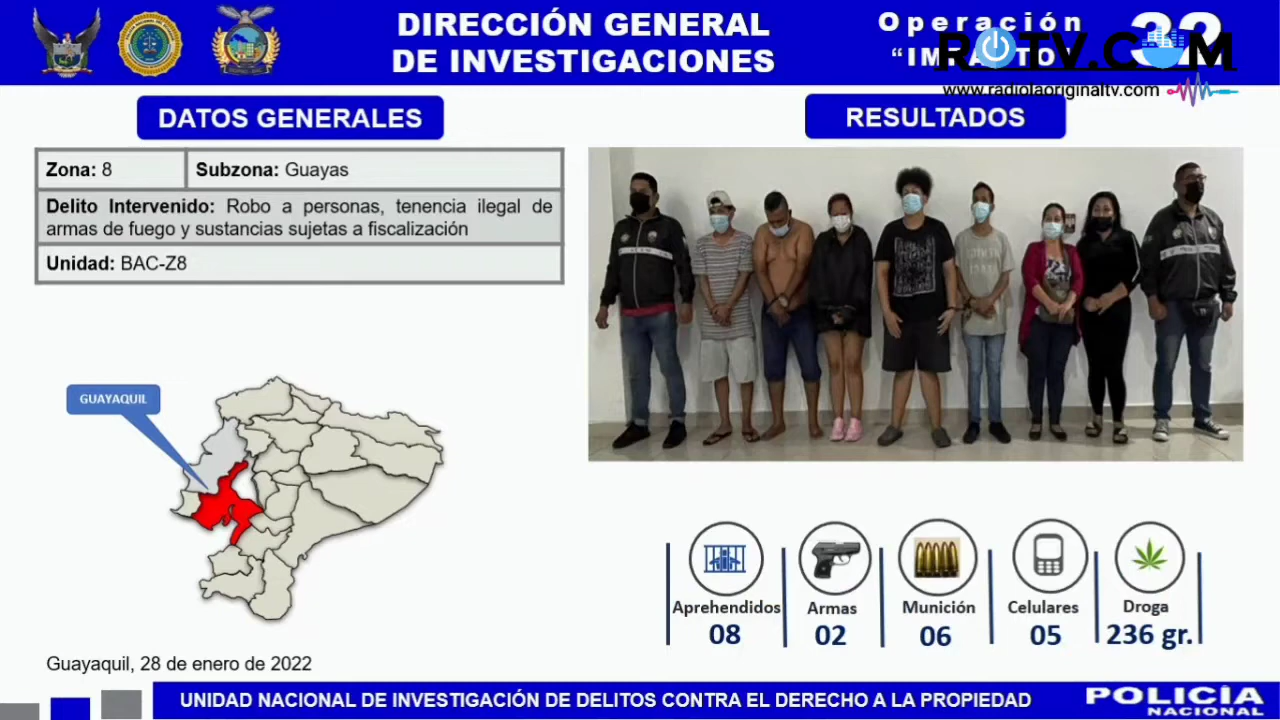 DIRECCIÓN GENERAL
DE INVESTIGACIONES
Operación
32
www.radiolaoriginaltv.com
DATOS GENERALES
RESULTADOS
Zona: 8
Subzona: Guayas
Delito Intervenido: Robo a personas, tenencia ilegal de
armas de fuego y sustancias sujetas a fiscalización
Unidad: BAC-Z8
GUAYAQUIL
Aprehendidos
08
Armas
02
Munición
06
Celulares
05
Droga
236 gr.
Guayaquil, 28 de enero de 2022
UNIDAD NACIONAL DE INVESTIGACIÓN DE DELITOS CONTRA EL DERECHO A LA PROPIEDAD
POLICÍA
NACIONAL